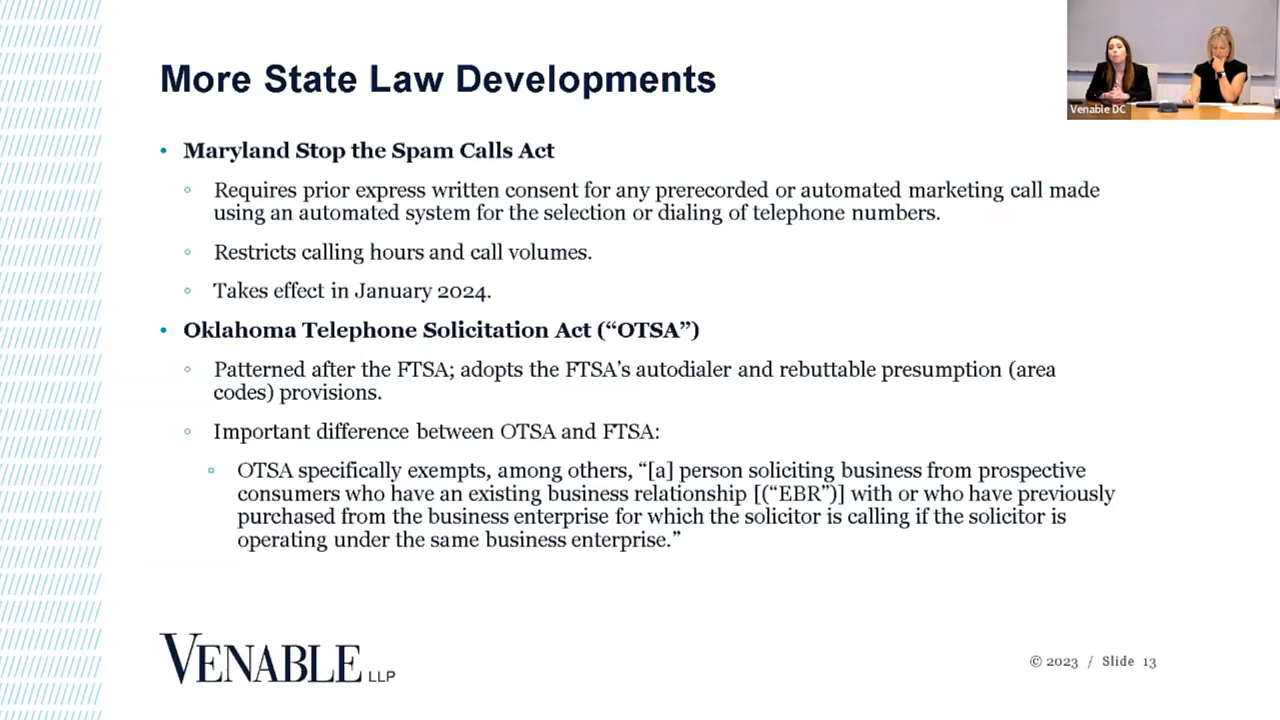 More State Law Developments
Venable DC
• Maryland Stop the Spam Calls Act
◦ Requires prior express written consent for any prerecorded or automated marketing call made
using an automated system for the selection or dialing of telephone numbers.
◦ Restricts calling hours and call volumes.
◦ Takes effect in January 2024.
• Oklahoma Telephone Solicitation Act (“OTSA”)
◦ Patterned after the FTSA; adopts the FTSA’s autodialer and rebuttable presumption (area
codes) provisions.
◦ Important difference between OTSA and FTSA:
▫ OTSA specifically exempts, among others, “[a] person soliciting business from prospective
consumers who have an existing business relationship [(“EBR”)] with or who have previously
purchased from the business enterprise for which the solicitor is calling if the solicitor is
operating under the same business enterprise.”
VENABLE LLP
© 2023 / Slide 13